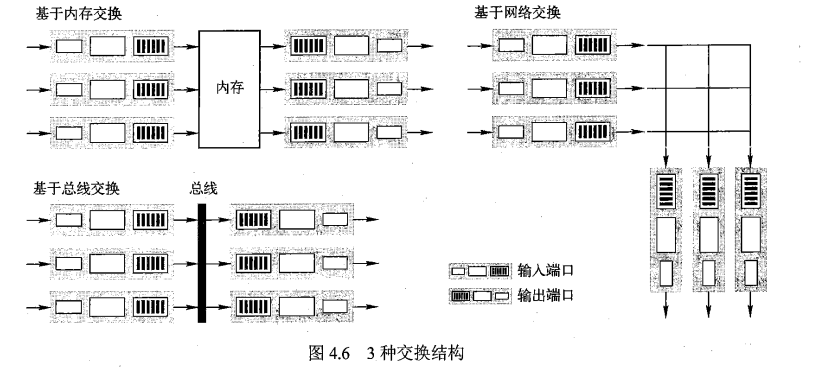 基于内存交换
内存
基于网络交换
基于总线交换
总线
输入端口
输出端口
图 4.6 3 种交换结构